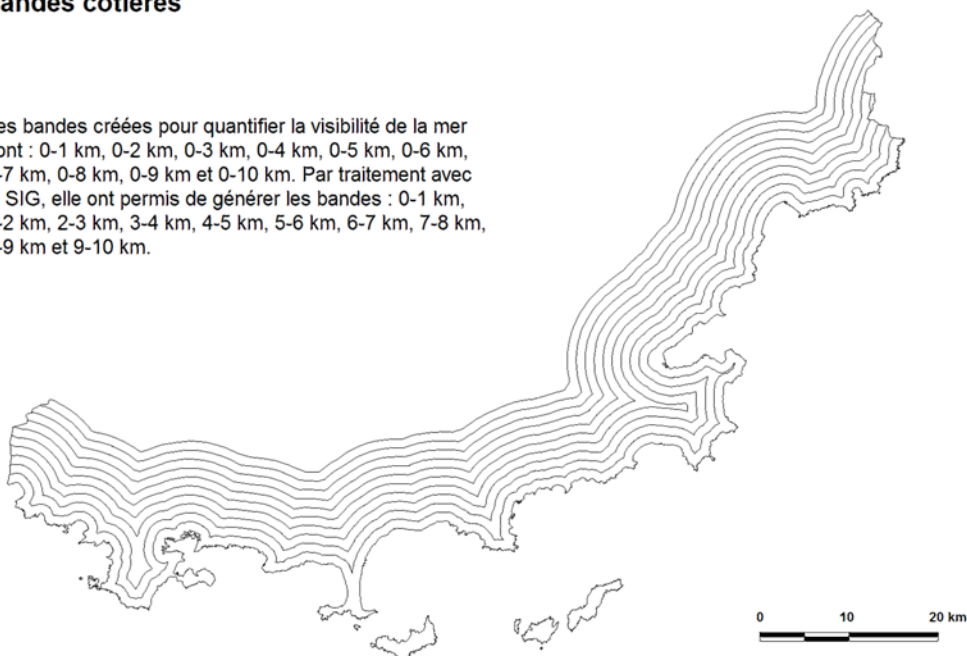 andes côtières
es bandes créées pour quantifier la visibilité de la mer
ont : 0-1 km, 0-2 km, 0-3 km, 0-4 km, 0-5 km, 0-6 km,
-7 km, 0-8 km, 0-9 km et 0-10 km. Par traitement avec
SIG, elle ont permis de générer les bandes : 0-1 km,
-2 km, 2-3 km, 3-4 km, 4-5 km, 5-6 km, 6-7 km, 7-8 km,
-9 km et 9-10 km.
0 10 20 km